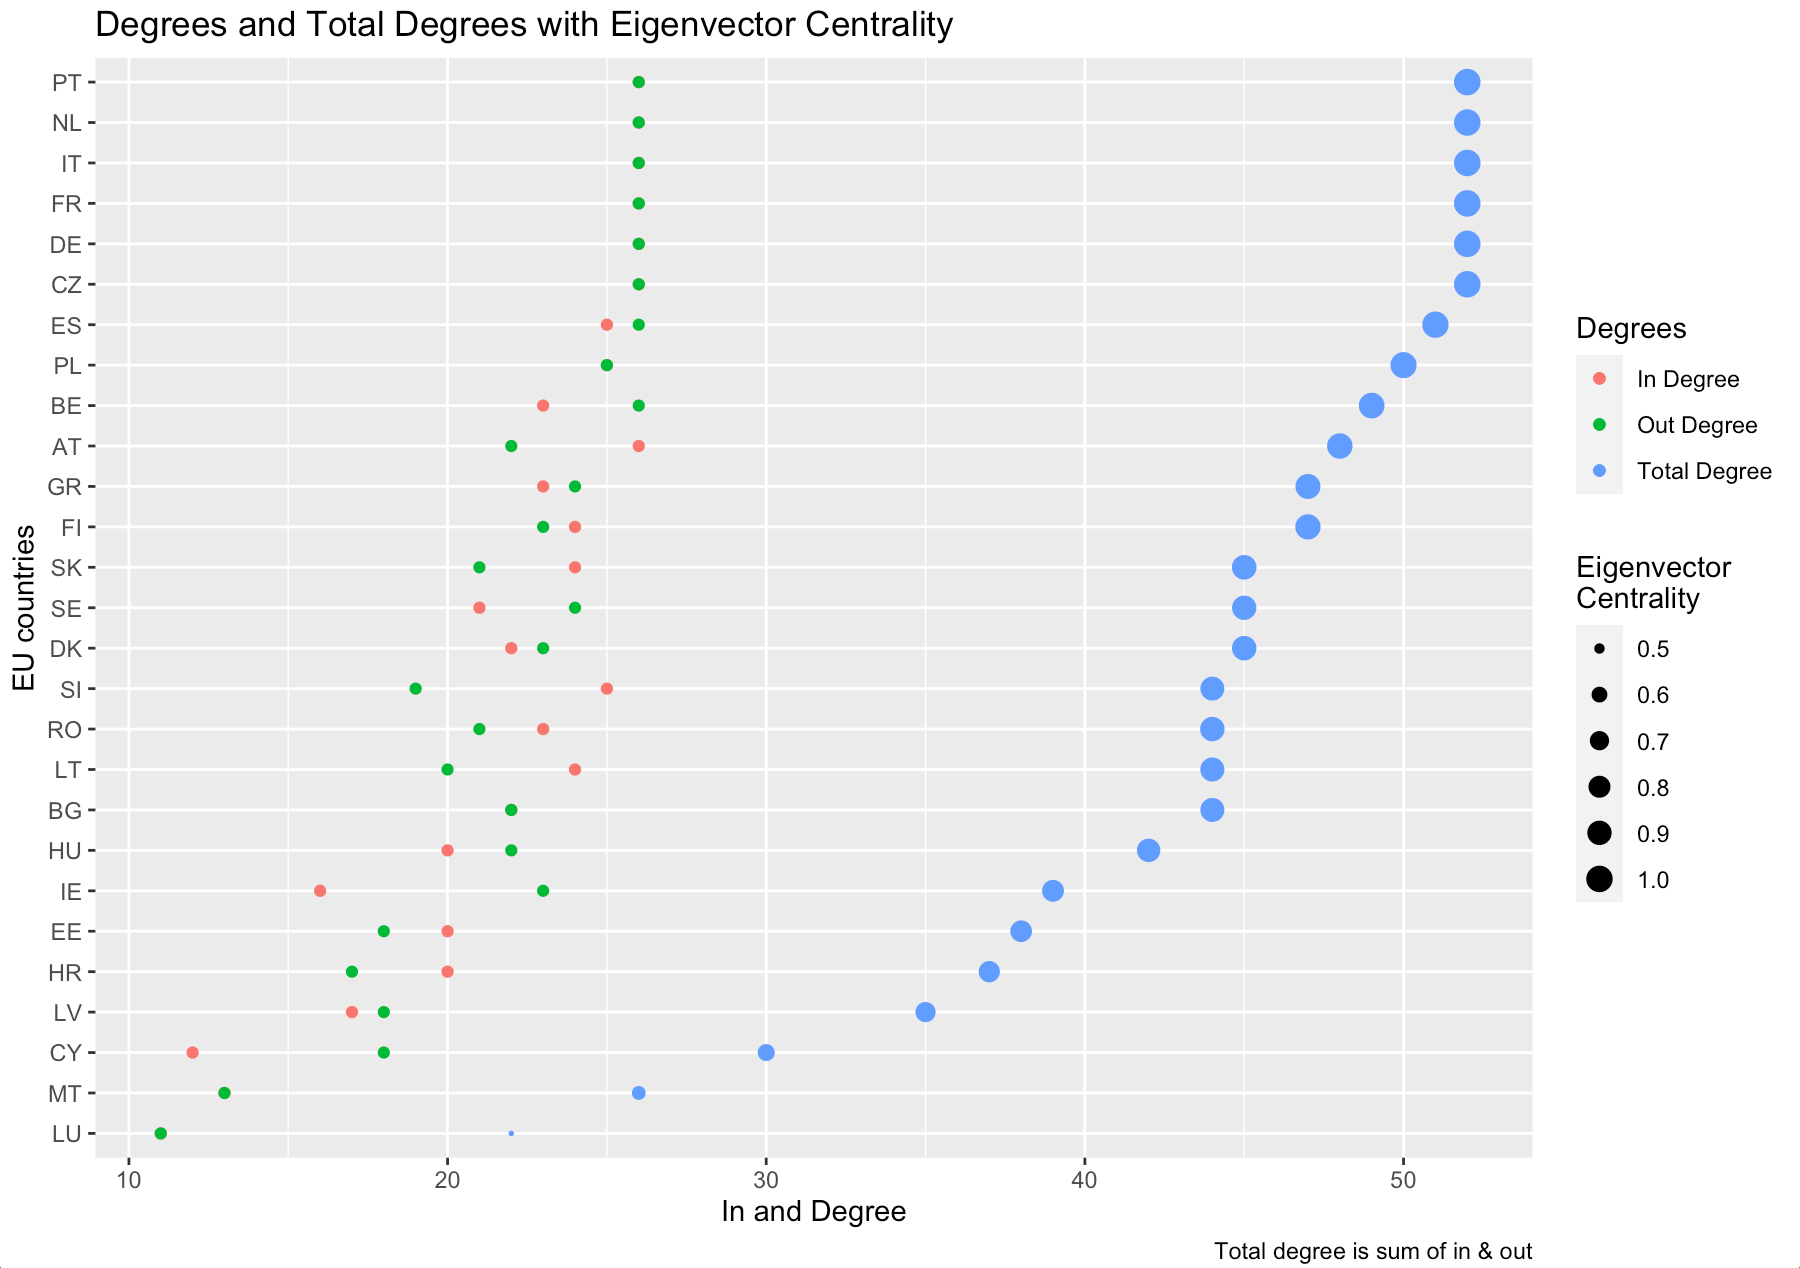 Degrees and Total Degrees with Eigenvector Centrality
PT
NL
IT
FR
DE
CZ
ES
PL
BE
AT
GR
FI
SK
SE
DK
SI
RO
LT
BG
HU
IE
EE
HR
LV
CY
MT
LU
EU countries
10 20 30 40 50
In and Degree
Total degree is sum of in & out
Degrees
In Degree
Out Degree
Total Degree
Eigenvector
Centrality
0.5
0.6
0.7
0.8
0.9
1.0